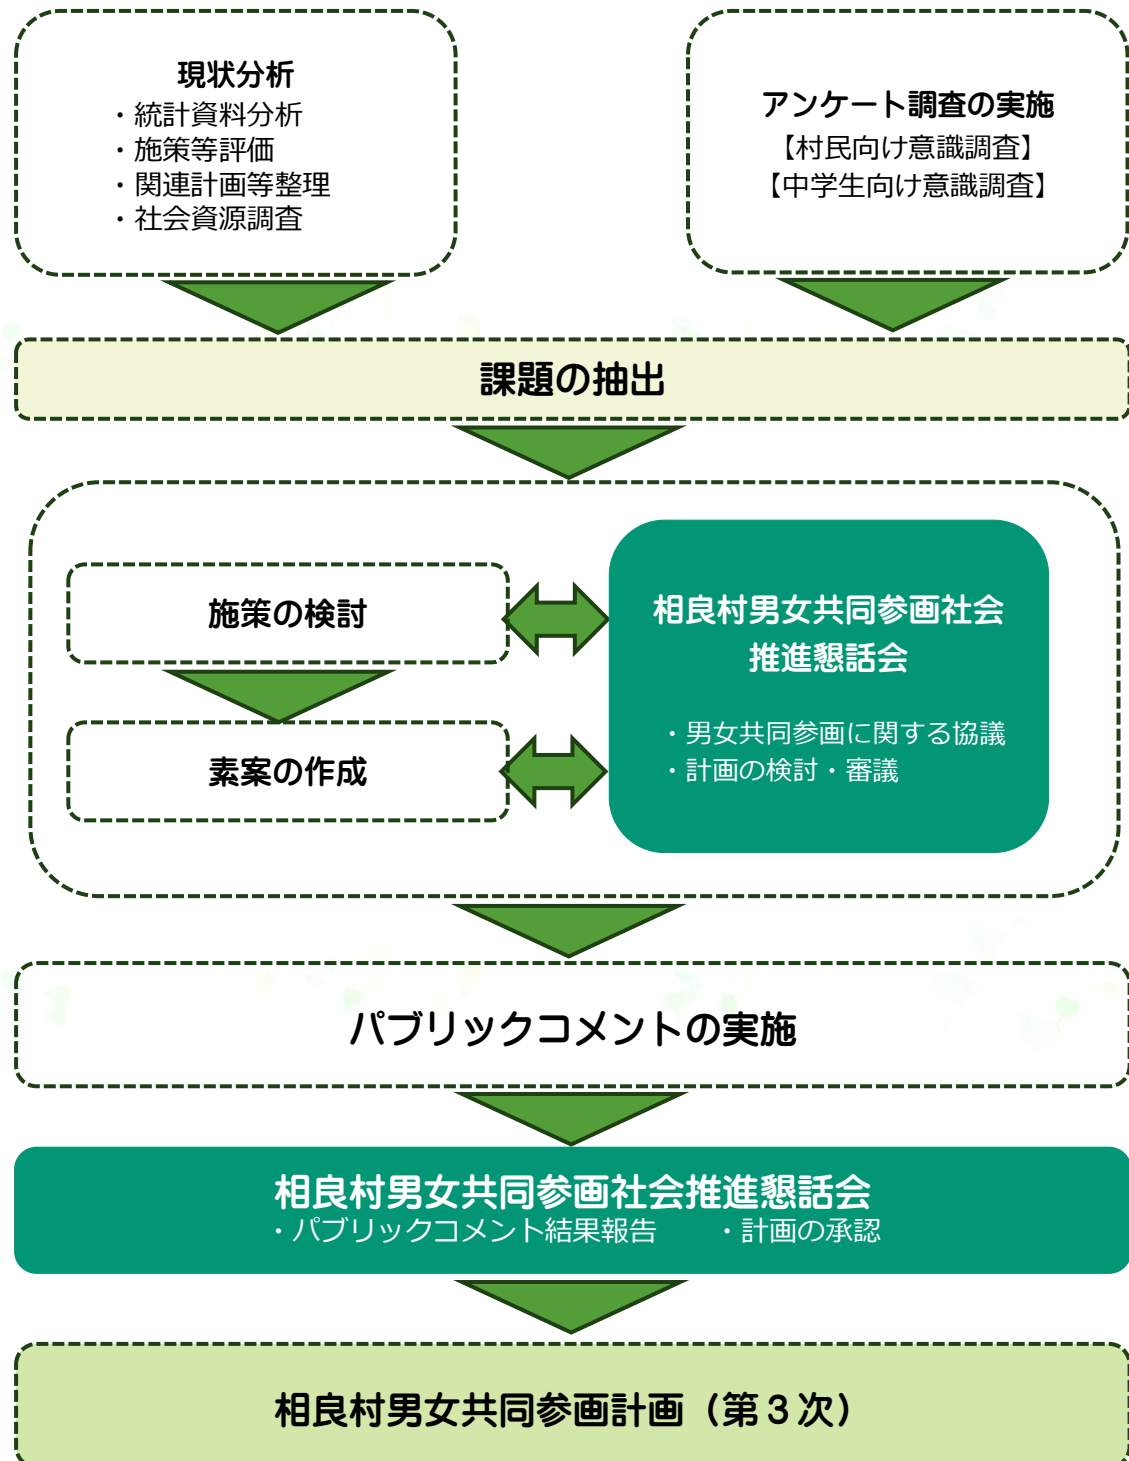 現状分析
・統計資料分析
・施策等評価
・関連計画等整理
・社会資源調査
アンケート調査の実施
【村民向け意識調査】
【中学生向け意識調査】
課題の抽出
施策の検討
素案の作成
相良村男女共同参画社会
推進懇話会
・男女共同参画に関する協議
・計画の検討・審議
パブリックコメントの実施
相良村男女共同参画社会推進懇話会
・パブリックコメント結果報告　　・計画の承認
相良村男女共同参画計画（第３次）